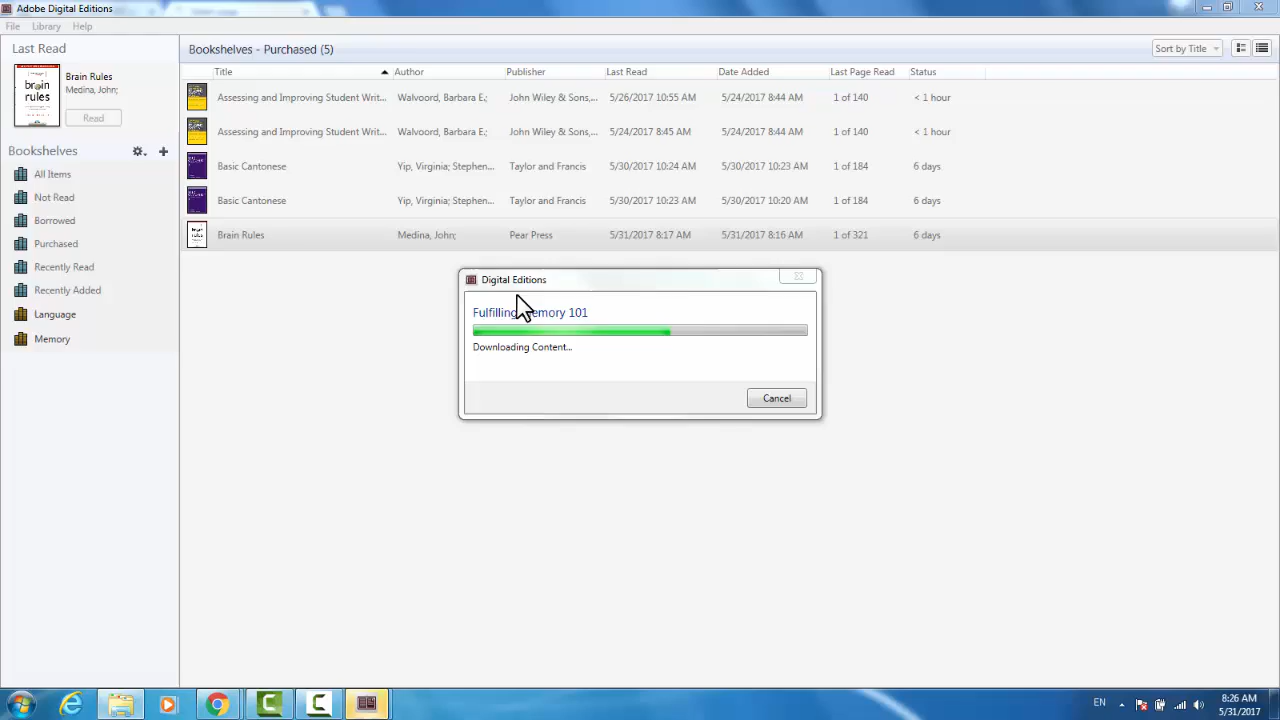 Adobe Digital Editions
File Library Help
Last Read
brain rules
Brain Rules
Medina, John;
Read
Bookshelves
All Items
Not Read
Borrowed
Purchased
Recently Read
Recently Added
Language
Memory
Bookshelves - Purchased (5)
Sort by Title
Title Author Publisher Last Read Date Added Last Page Read Status
Assessing and Improving Student Writ... Walvoord, Barbara E.; John Wiley & Sons,... 5/26/2017 10:55 AM 5/24/2017 8:44 AM 1 of 140 < 1 hour
Assessing and Improving Student Writ... Walvoord, Barbara E.; John Wiley & Sons,... 5/24/2017 8:45 AM 5/24/2017 8:44 AM 1 of 140 < 1 hour
Basic Cantonese Yip, Virginia; Stephen... Taylor and Francis 5/30/2017 10:24 AM 5/30/2017 10:23 AM 1 of 184 6 days
Basic Cantonese Yip, Virginia; Stephen... Taylor and Francis 5/30/2017 10:23 AM 5/30/2017 10:20 AM 1 of 184 6 days
Brain Rules Medina, John; Pear Press 5/31/2017 8:17 AM 5/31/2017 8:16 AM 1 of 321 6 days
Digital Editions
Fulfilling Memory 101
Downloading Content...
Cancel
EN
8:26 AM
5/31/2017